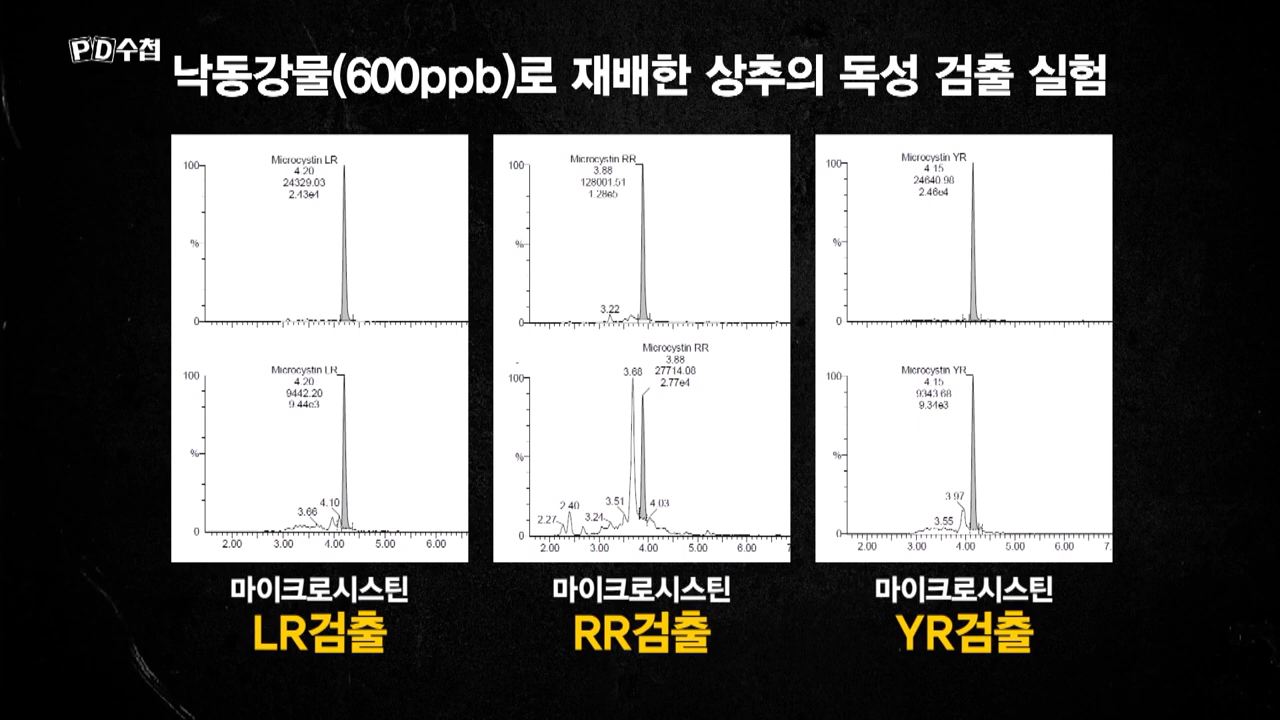 PD수첩
낙동강물(600ppb)로 재배한 상추의 독성 검출 실험
Microcystin LR
4.20
24329.03
2.43e4
100
%
0
Microcystin LR
4.20
9442.20
9.44e3
100
%
0
3.66
4.10
2.00 3.00 4.00 5.00 6.00
마이크로시스틴
LR검출
Microcystin RR
3.88
128001.51
1.28e5
100
%
0
3.22
Microcystin RR
3.88
27714.08
2.77e4
100
%
0
3.68
2.27
2.40
3.24
3.51
4.03
2.00 3.00 4.00 5.00 6.00 7
마이크로시스틴
RR검출
Microcystin YR
4.15
24640.98
2.46e4
100
%
0
Microcystin YR
4.15
9343.68
9.34e3
100
%
0
3.55
3.97
2.00 3.00 4.00 5.00 6.00 7.
마이크로시스틴
YR검출